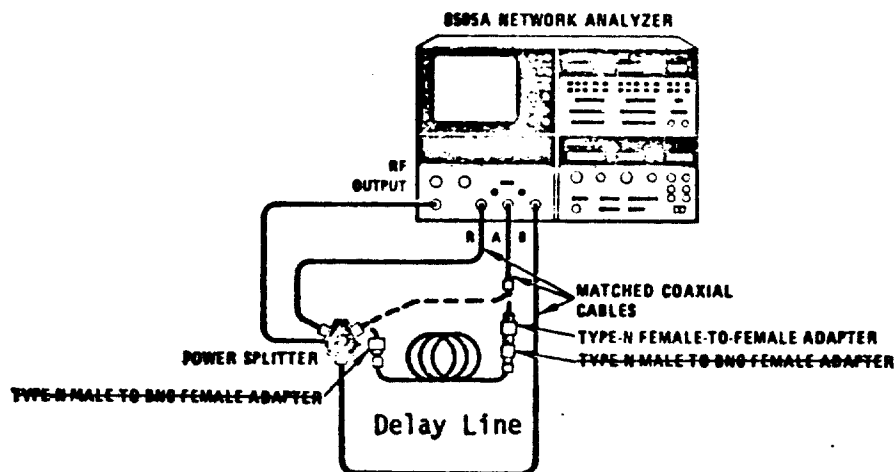 8505A NETWORK ANALYZER
RF
OUTPUT
R A B
MATCHED COAXIAL
CABLES
TYPE-N FEMALE-TO-FEMALE ADAPTER
POWER SPLITTER
TYPE-N MALE TO BNC FEMALE ADAPTER
TYPE-N MALE TO BNC FEMALE ADAPTER
Delay Line